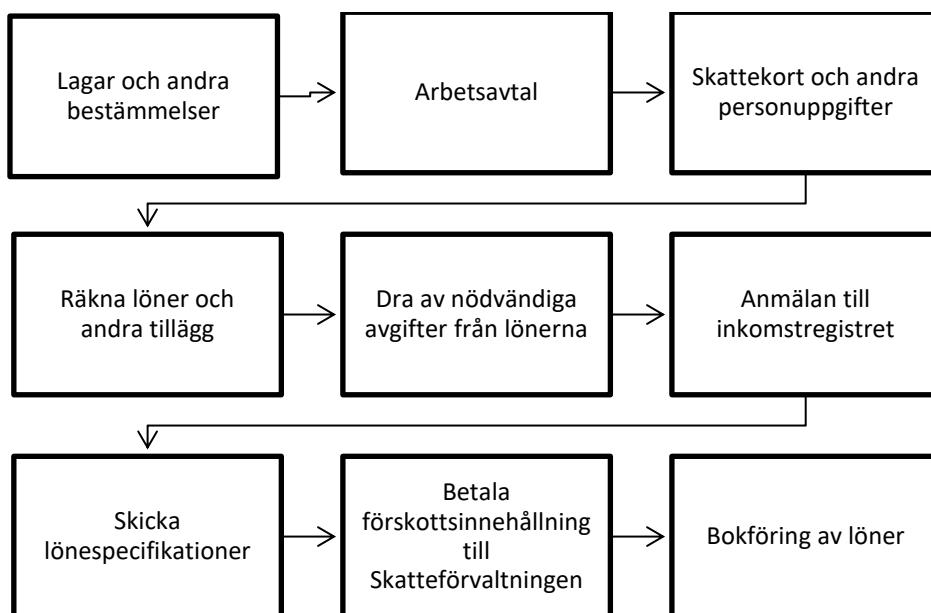 Lagar och andra
bestämmelser
Arbetsavtal
Skattekort och andra
personuppgifter
Räkna löner och
andra tillägg
Dra av nödvändiga
avgifter från lönerna
Anmälan till
inkomstregistret
Skicka
lönespecifikationer
Betala
förskottsinnehållning
till
Skatteförvaltningen
Bokföring av löner